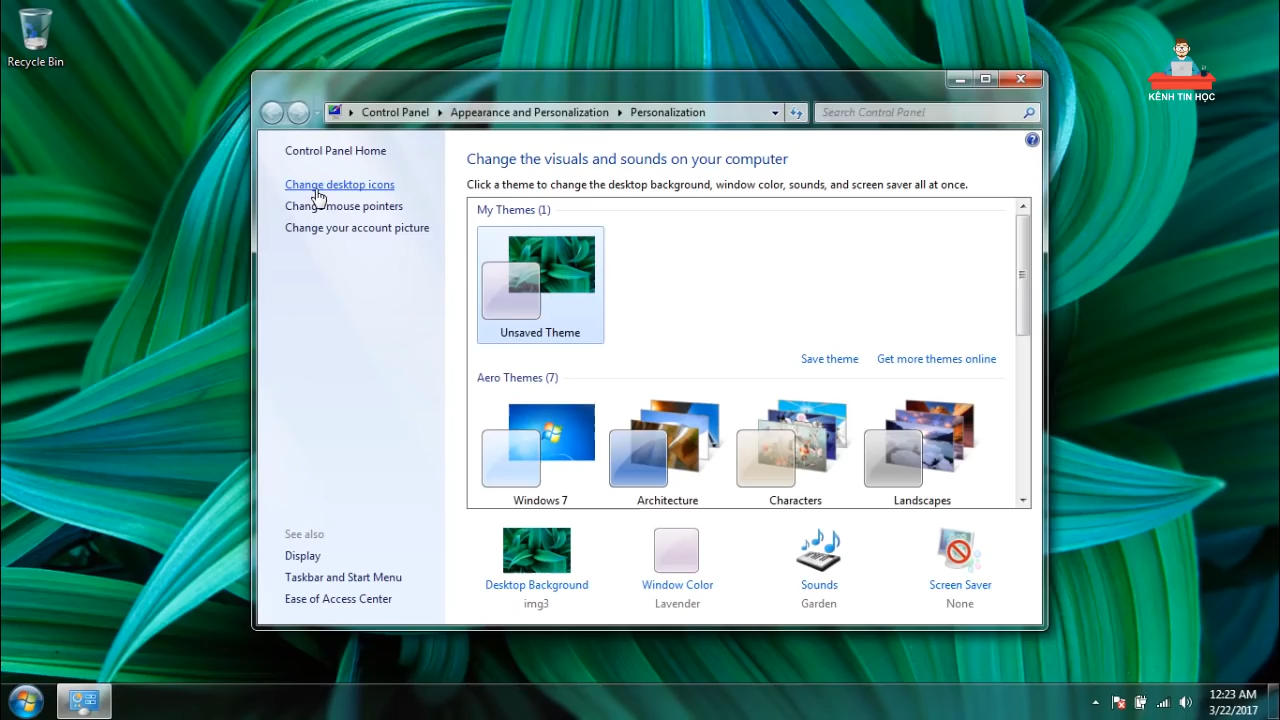 Recycle Bin
KÊNH TIN HỌC
Control Panel
Appearance and Personalization
Personalization
Search Control Panel
Control Panel Home
Change desktop icons
Change mouse pointers
Change your account picture
Change the visuals and sounds on your computer
Click a theme to change the desktop background, window color, sounds, and screen saver all at once.
My Themes (1)
Unsaved Theme
Save theme
Get more themes online
Aero Themes (7)
Windows 7
Architecture
Characters
Landscapes
See also
Display
Taskbar and Start Menu
Ease of Access Center
Desktop Background
img3
Window Color
Lavender
Sounds
Garden
Screen Saver
None
12:23 AM
3/22/2017